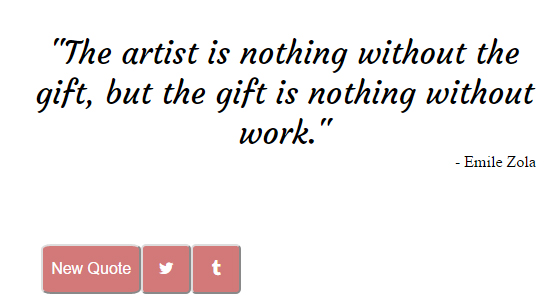 "The artist is nothing without the
gift, but the gift is nothing without
work."
- Emile Zola
New Quote